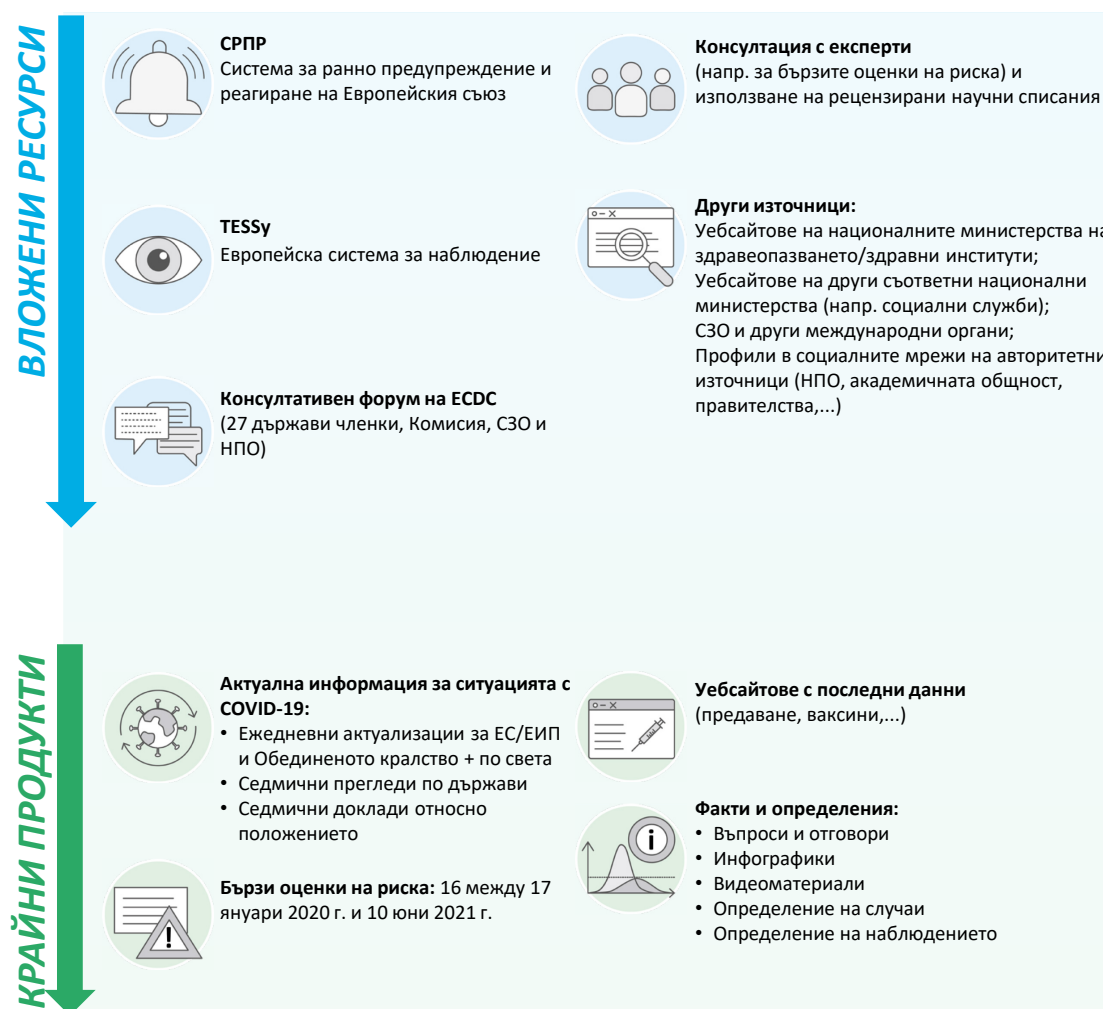 ВЛОЖЕНИ РЕСУРСИ
СРПР
Система за ранно предупреждение и
реагиране на Европейския съюз
Консултация с експерти
(напр. за бързите оценки на риска) и
използване на рецензирани научни списания
TESSy
Европейска система за наблюдение
Други източници:
Уебсайтове на националните министерства на
здравеопазването/здравни институти;
Уебсайтове на други съответни национални
министерства (напр. социални служби);
СЗО и други международни органи;
Профили в социалните мрежи на авторитетни
източници (НПО, академичната общност,
правителства,...)
Консултативен форум на ECDC
(27 държави членки, Комисия, СЗО и
НПО)
КРАЙНИ ПРОДУКТИ
Актуална информация за ситуацията с
COVID-19:
• Ежедневни актуализации за ЕС/ЕИП
и Обединеното кралство + по света
• Седмични прегледи по държави
• Седмични доклади относно
положението
Бързи оценки на риска: 16 между 17
януари 2020 г. и 10 юни 2021 г.
Уебсайтове с последни данни
(предаване, ваксини,...)
Факти и определения:
• Въпроси и отговори
• Инфографики
• Видеоматериали
• Определение на случаи
• Определение на наблюдението